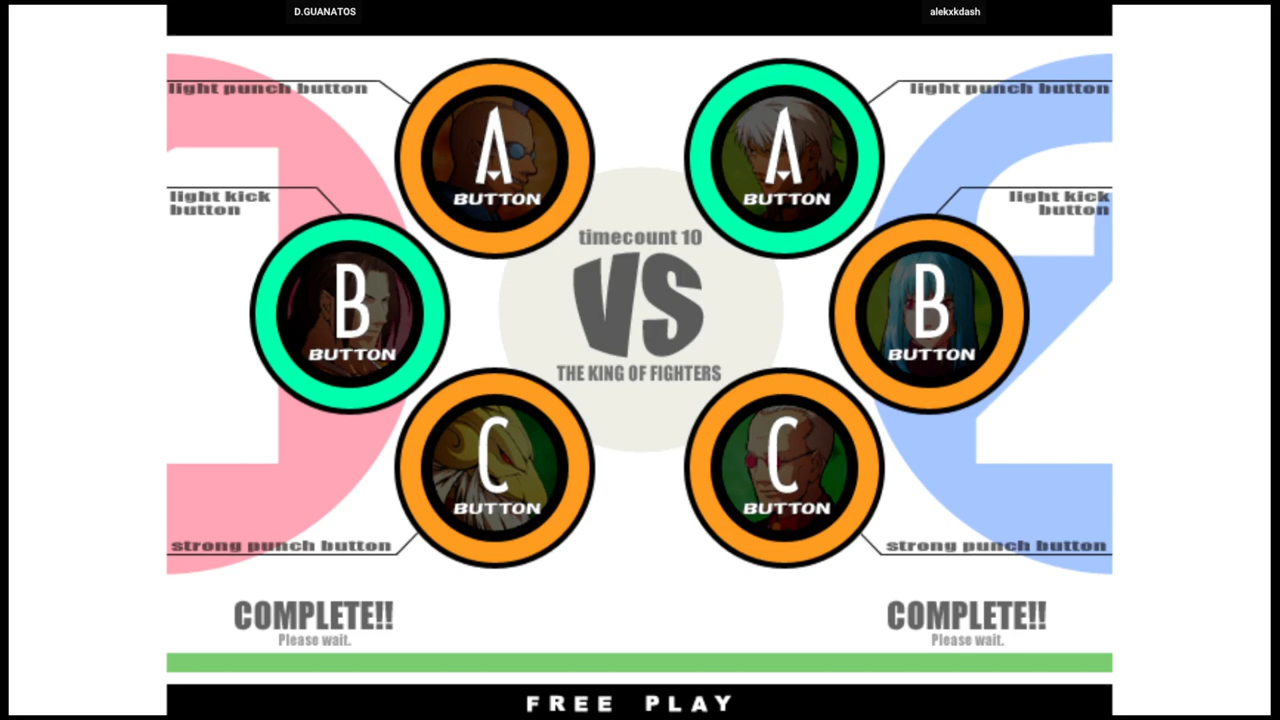 D.GUANATOS
alekxkdash
light punch button
A
BUTTON
A
BUTTON
light punch button
light kick
button
B
BUTTON
timecount 10
VS
THE KING OF FIGHTERS
light kick
button
B
BUTTON
C
BUTTON
C
BUTTON
strong punch button
strong punch button
COMPLETE!!
Please wait.
COMPLETE!!
Please wait.
FREE PLAY